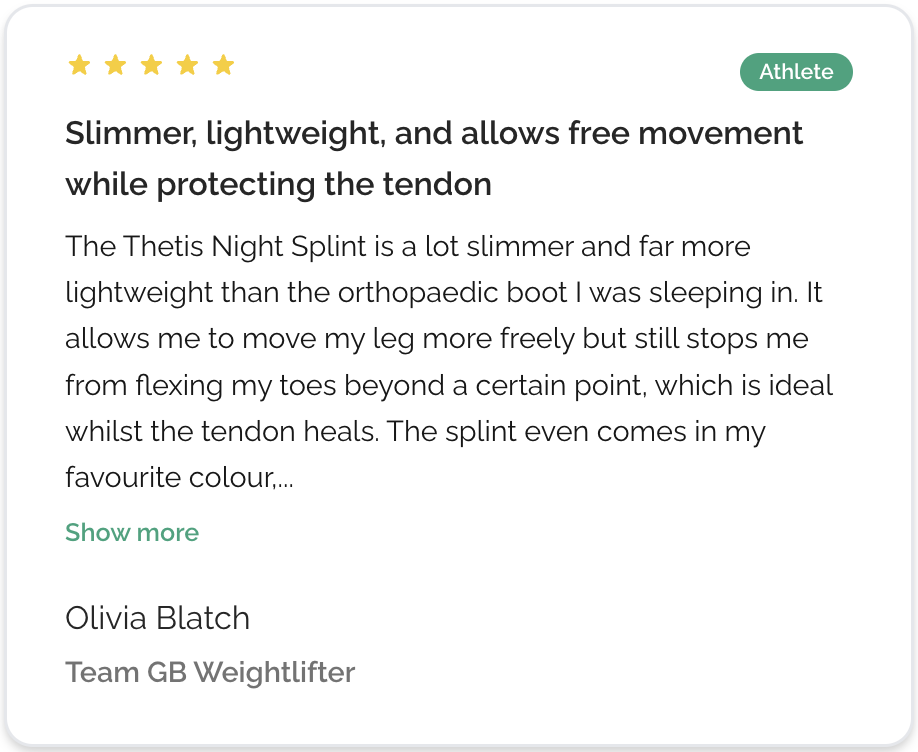 Athlete
Slimmer, lightweight, and allows free movement
while protecting the tendon
The Thetis Night Splint is a lot slimmer and far more
lightweight than the orthopaedic boot I was sleeping in. It
allows me to move my leg more freely but still stops me
from flexing my toes beyond a certain point, which is ideal
whilst the tendon heals. The splint even comes in my
favourite colour,...
Show more
Olivia Blatch
Team GB Weightlifter